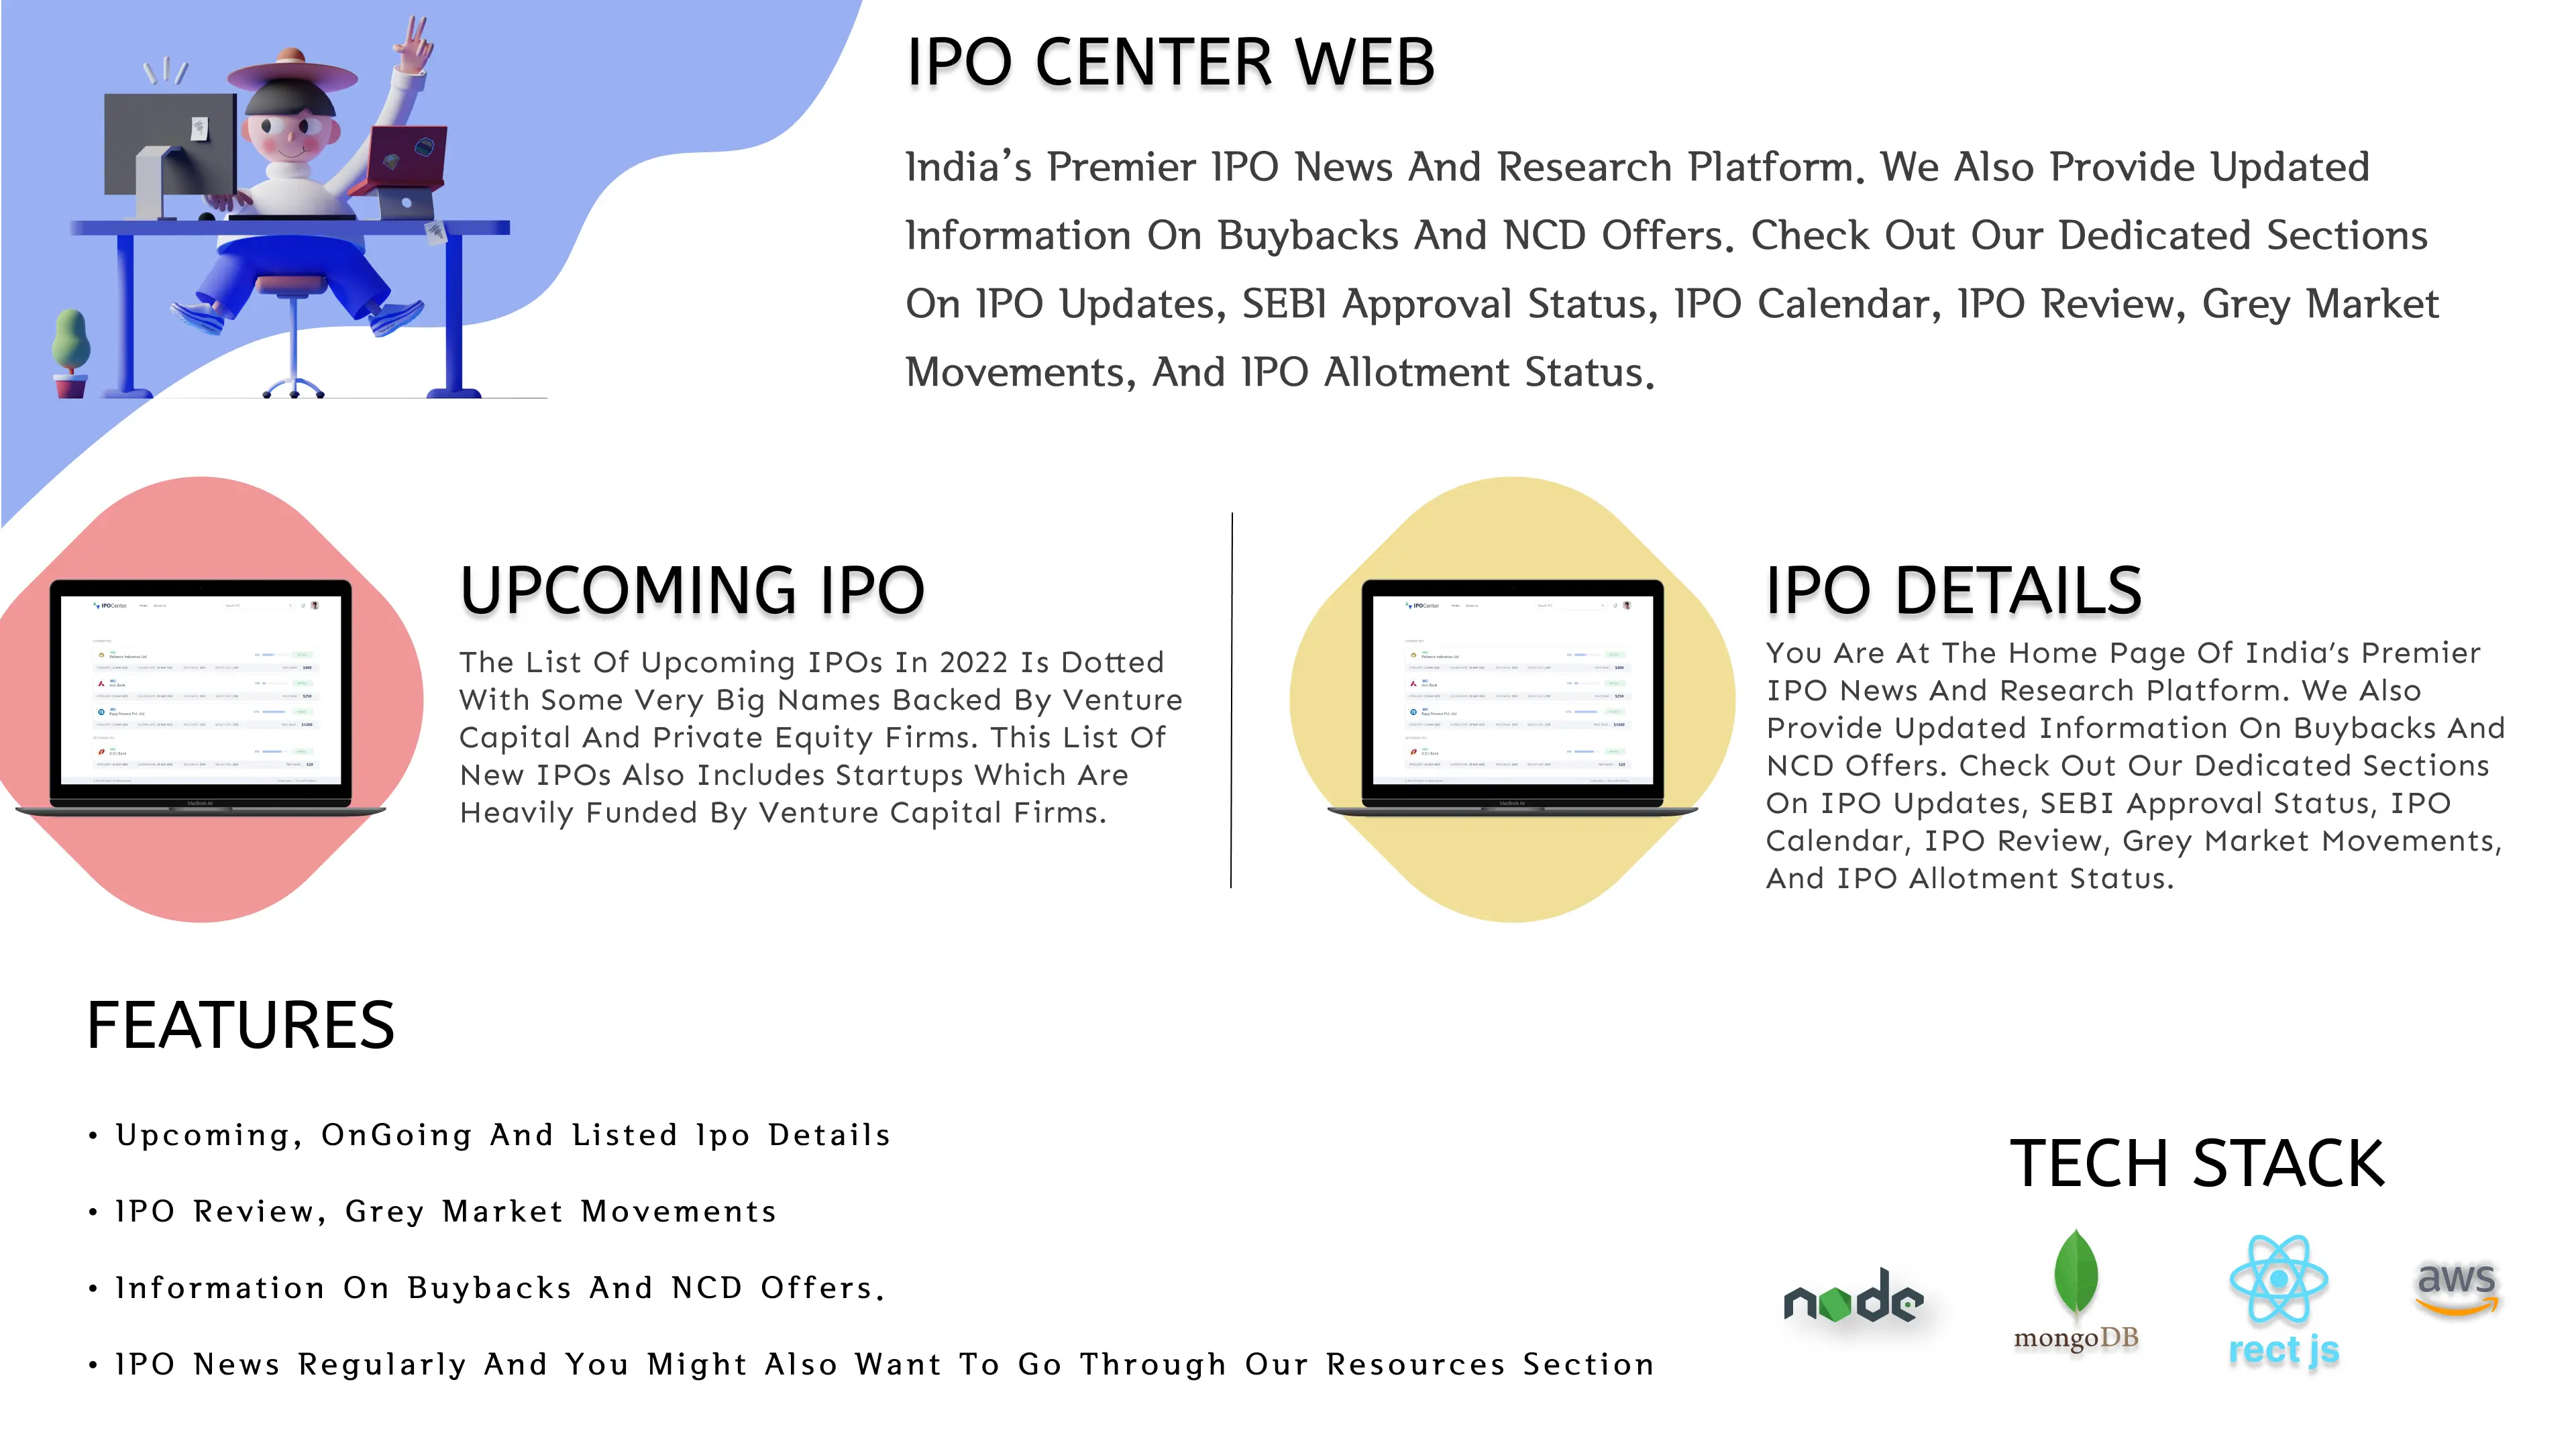 IPO CENTER WEB
India's Premier IPO News And Research Platform. We Also Provide Updated
Information On Buybacks And NCD Offers. Check Out Our Dedicated Sections
On IPO Updates, SEBI Approval Status, IPO Calendar, IPO Review, Grey Market
Movements, And IPO Allotment Status.
UPCOMING IPO
The List Of Upcoming IPOs In 2022 Is Dotted
With Some Very Big Names Backed By Venture
Capital And Private Equity Firms. This List Of
New IPOs Also Includes Startups Which Are
Heavily Funded By Venture Capital Firms.
IPOCenter
MacBook Air
IPO DETAILS
You Are At The Home Page Of India's Premier
IPO News And Research Platform. We Also
Provide Updated Information On Buybacks And
NCD Offers. Check Out Our Dedicated Sections
On IPO Updates, SEBI Approval Status, IPO
Calendar, IPO Review, Grey Market Movements,
And IPO Allotment Status.
IPOCenter
MacBook Air
FEATURES
• Upcoming, OnGoing And Listed Ipo Details
• IPO Review, Grey Market Movements
• Information On Buybacks And NCD Offers.
• IPO News Regularly And You Might Also Want To Go Through Our Resources Section
TECH STACK
node
mongoDB
rect js
aws